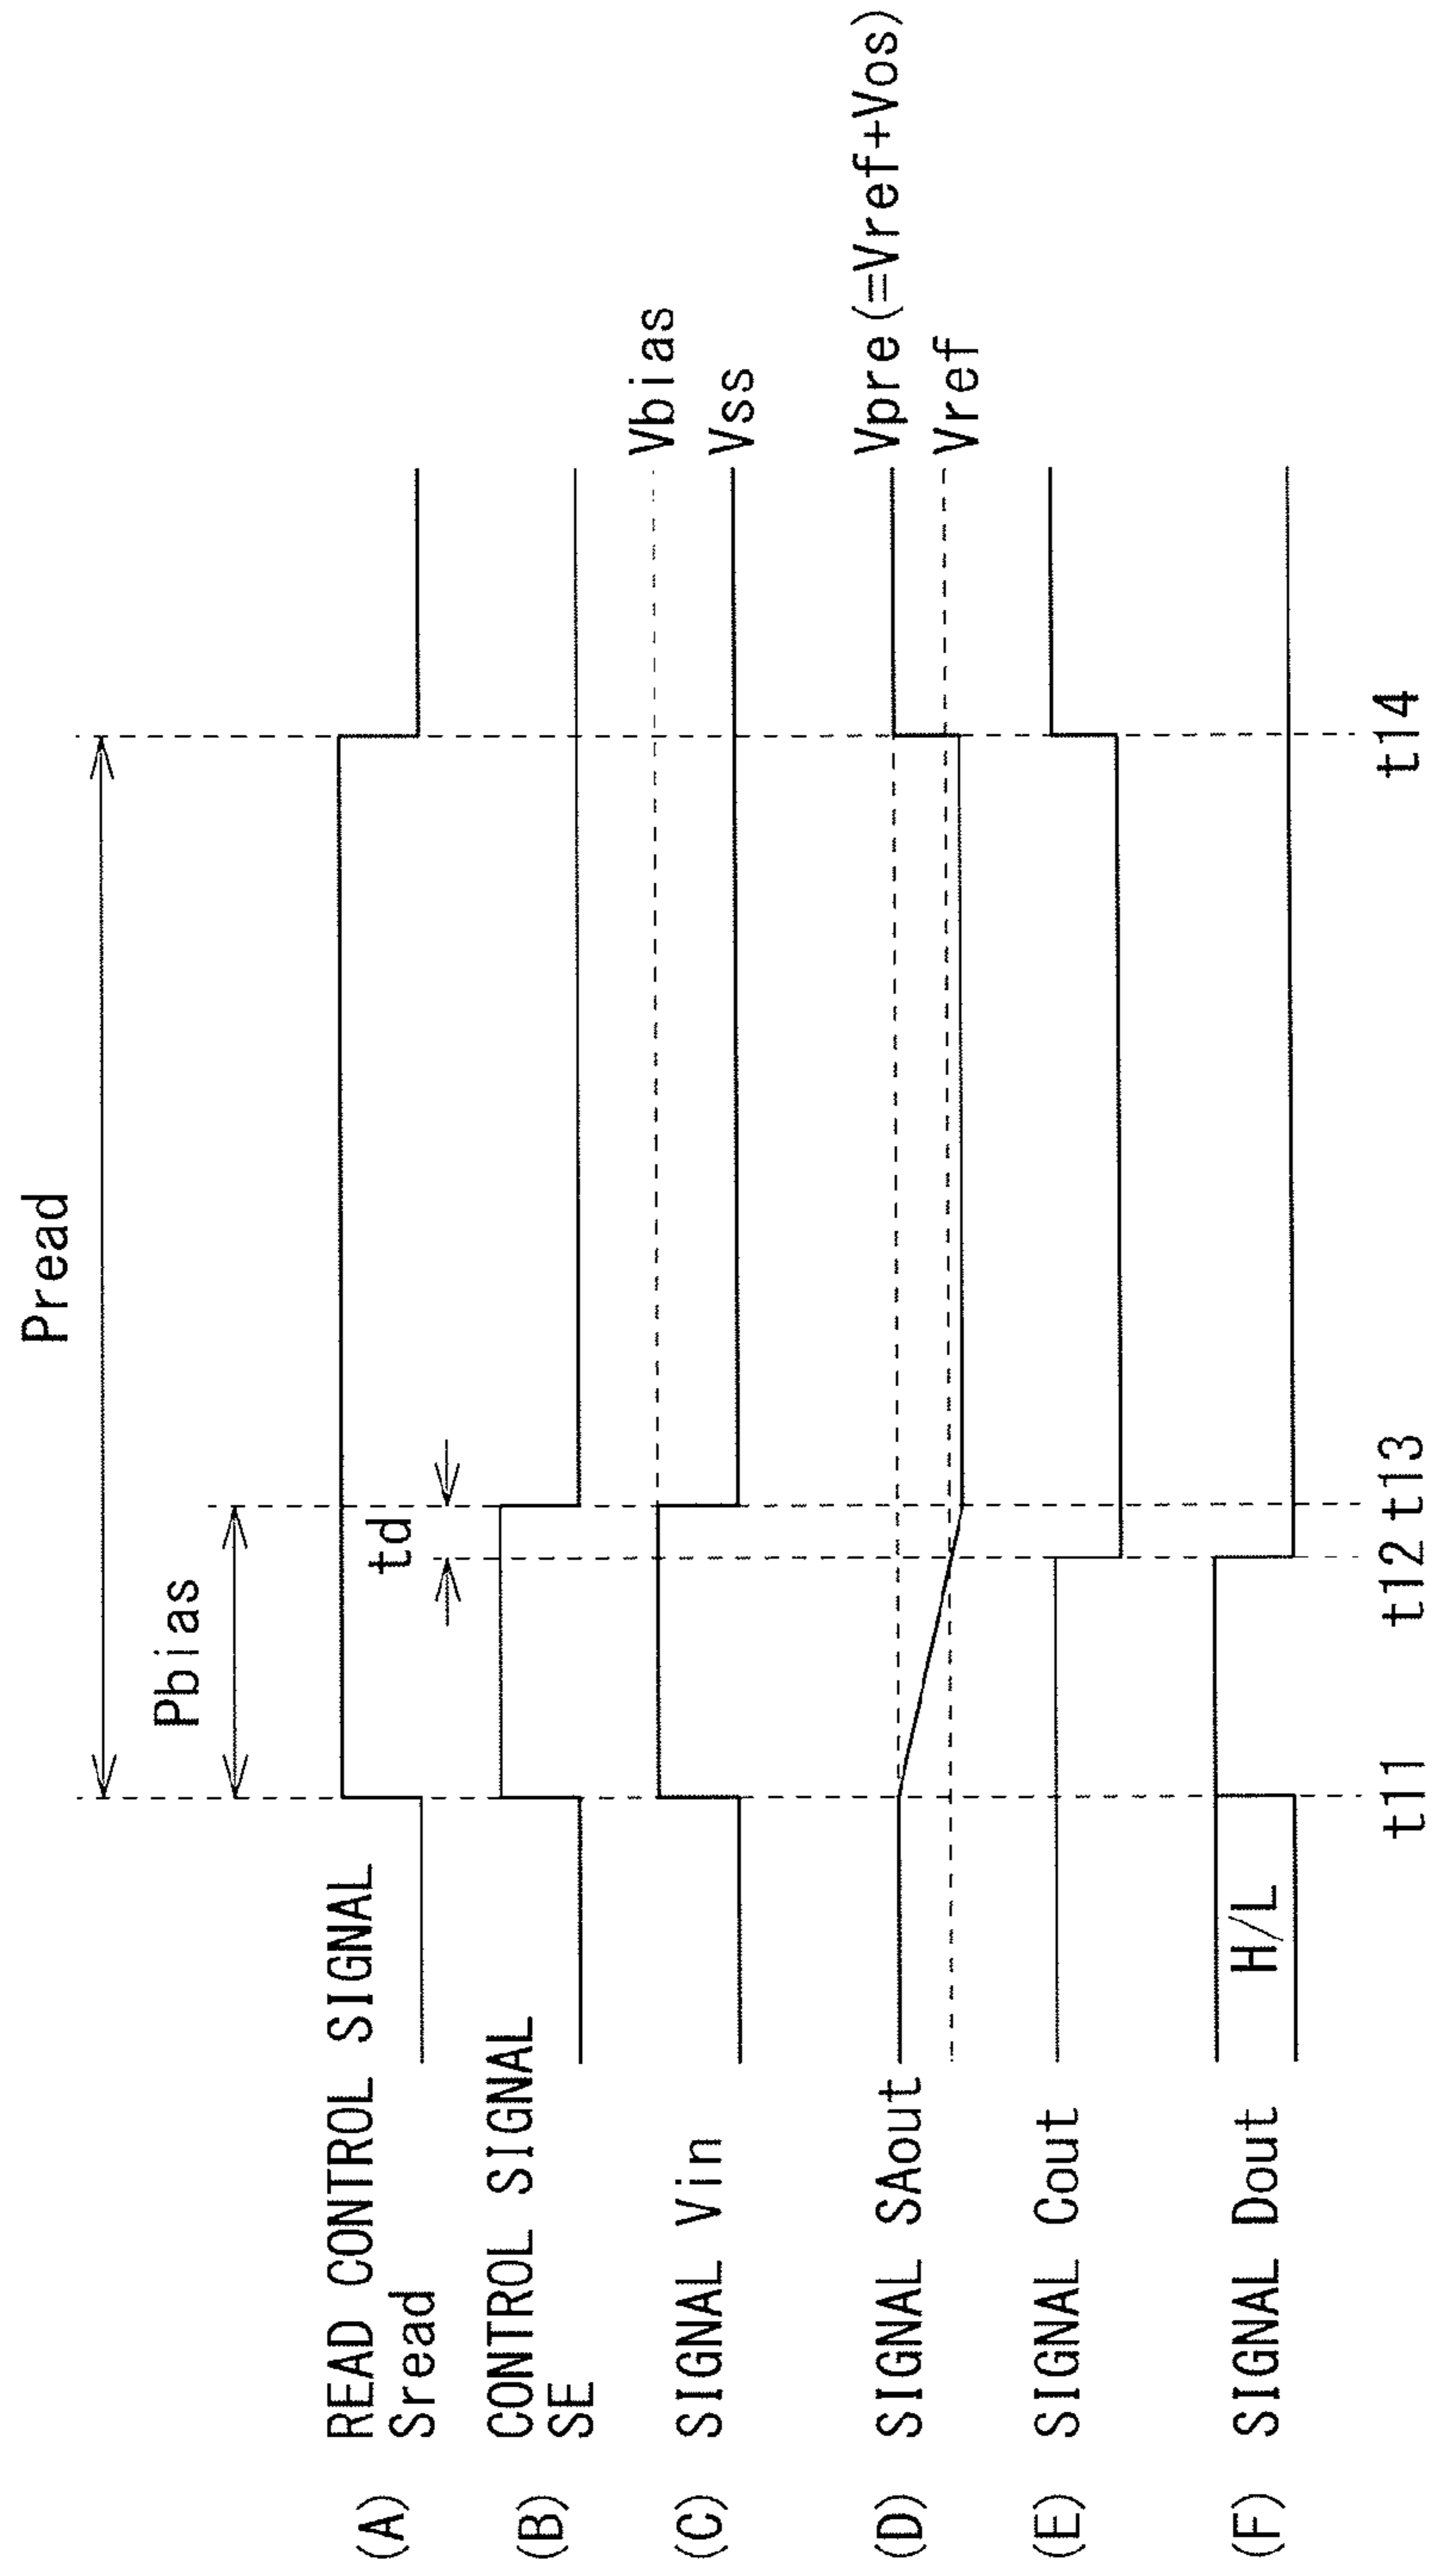 Pread
Pbias
td
(A) READ CONTROL SIGNAL
Sread
(B) CONTROL SIGNAL
SE
(C) SIGNAL Vin
Vbias
Vss
(D) SIGNAL SAout
Vpre(=Vref+Vos)
Vref
(E) SIGNAL Cout
(F) SIGNAL Dout
H/L
t11 t12 t13 t14